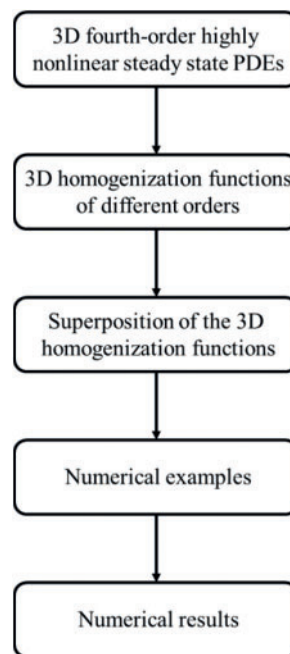 3D fourth-order highly
nonlinear steady state PDEs
3D homogenization functions
of different orders
Superposition of the 3D
homogenization functions
Numerical examples
Numerical results